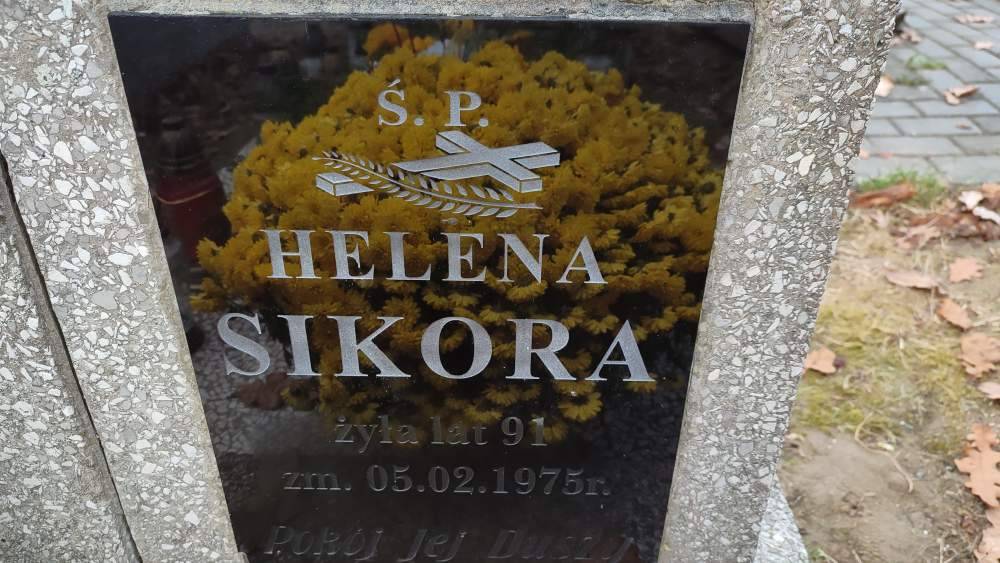 Ś. P.
HELENA
SIKORA
żyła lat 91
zm. 05.02.1975r.
Pokój Jej Duszy